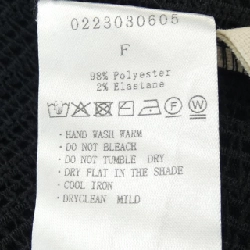 0223030605
F
98% Polyester
2% Elastane
· HAND WASH WARM
· DO NOT BLEACH
· DO NOT TUMBLE DRY
· DRY FLAT IN THE SHADE
· COOL IRON
· DRYCLEAN MILD